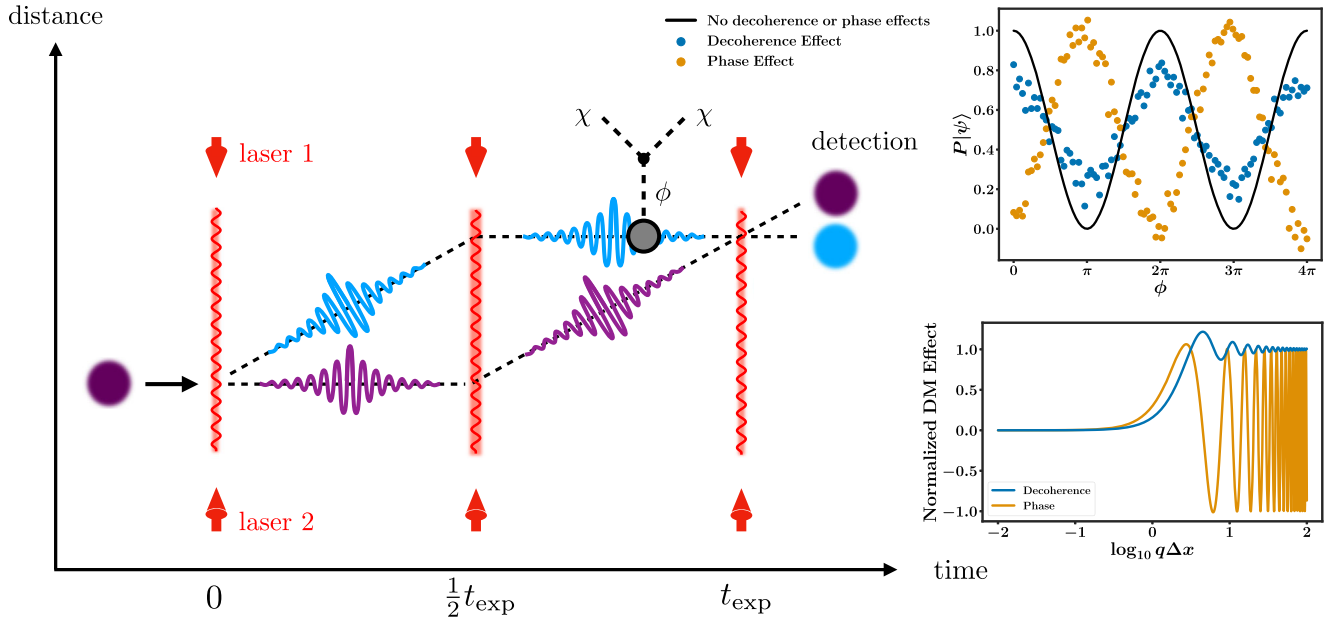 distance
No decoherence or phase effects
Decoherence Effect
Phase Effect
χ χ
ϕ
laser 1
detection
laser 2
0
1/2 t_exp
t_exp
time
P|ψ⟩
1.0
0.8
0.6
0.4
0.2
0.0
0 π 2π 3π 4π
ϕ
Normalized DM Effect
1.0
0.5
0.0
−0.5
−1.0
Decoherence
Phase
−2 −1 0 1 2
log₁₀ qΔx